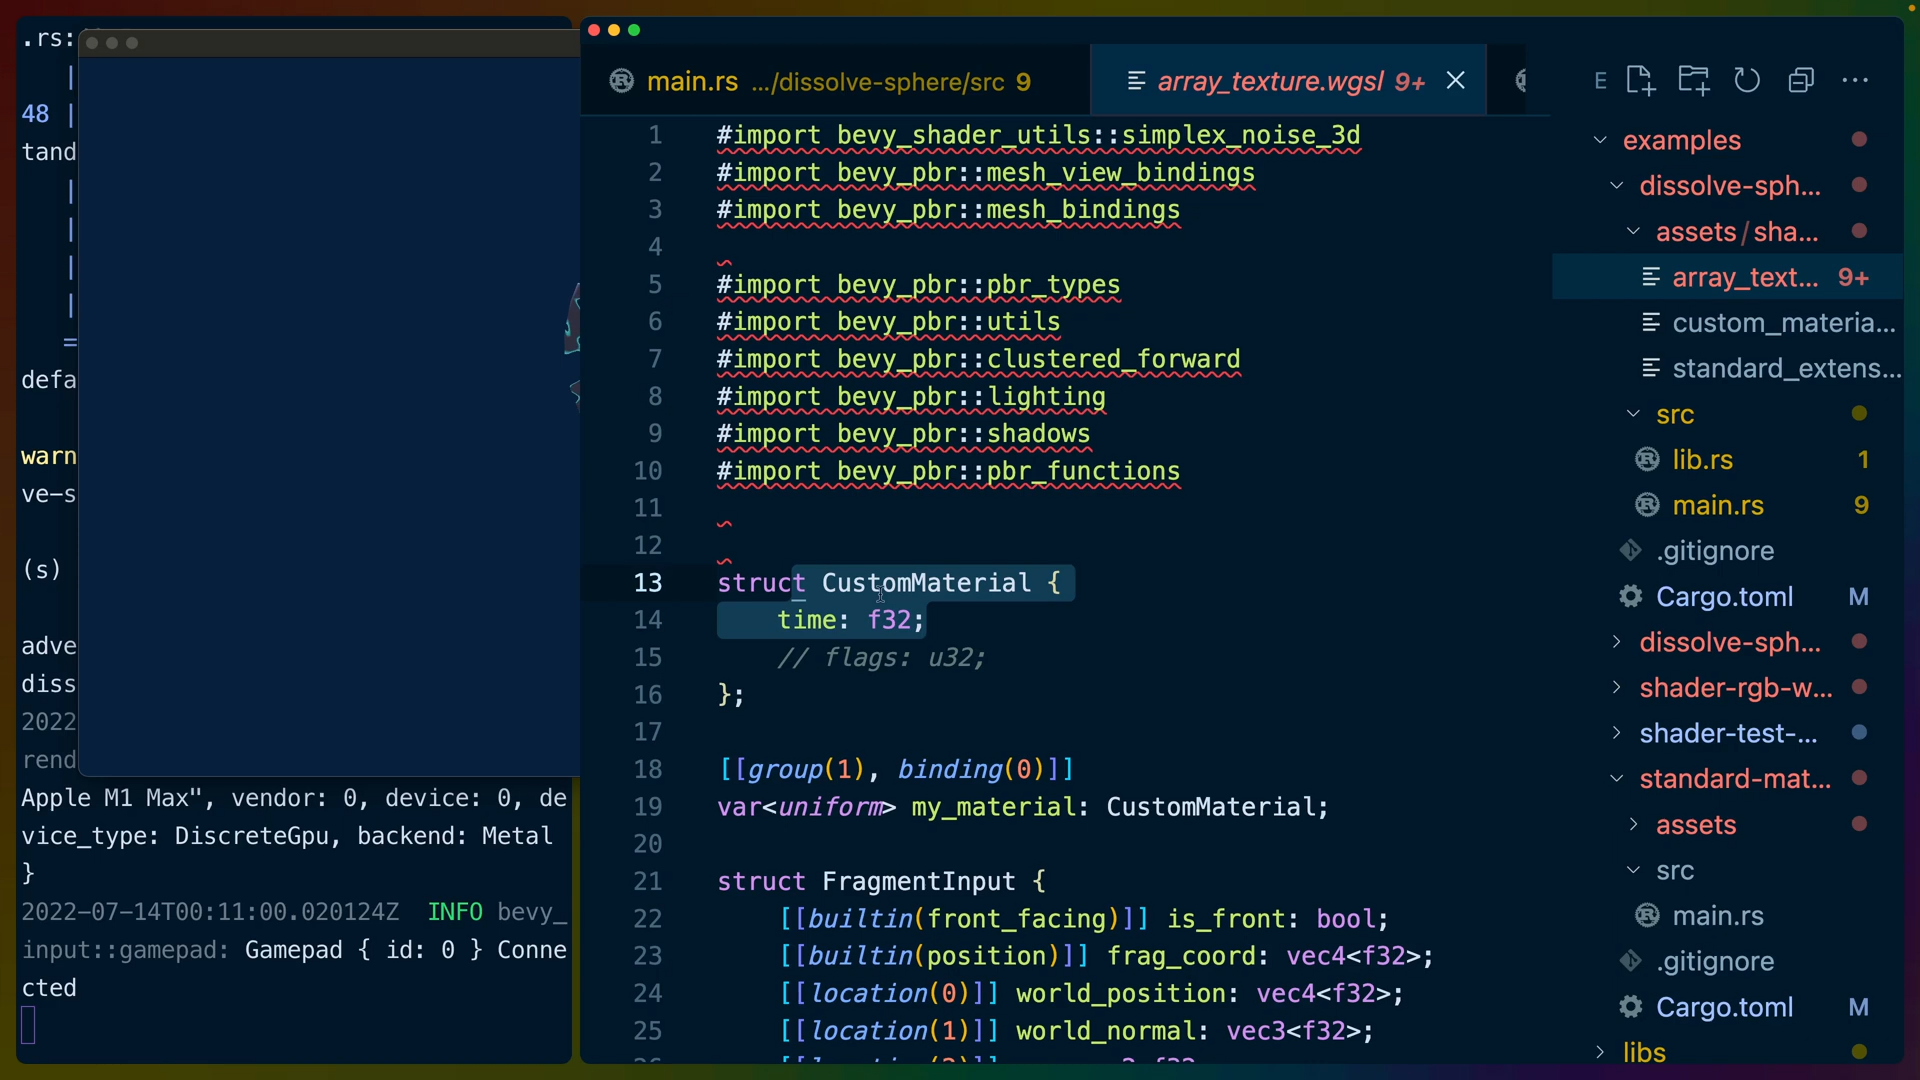 .rs:
|
48 |
tand
|
|
|
|
=
defa
warn
ve-s
(s)
adve
diss
2022
rend
Apple M1 Max", vendor: 0, device: 0, de
vice_type: DiscreteGpu, backend: Metal
}
2022-07-14T00:11:00.020124Z  INFO bevy_
input::gamepad: Gamepad { id: 0 } Conne
cted
main.rs .../dissolve-sphere/src 9
array_texture.wgsl 9+
1 #import bevy_shader_utils::simplex_noise_3d
2 #import bevy_pbr::mesh_view_bindings
3 #import bevy_pbr::mesh_bindings
4
5 #import bevy_pbr::pbr_types
6 #import bevy_pbr::utils
7 #import bevy_pbr::clustered_forward
8 #import bevy_pbr::lighting
9 #import bevy_pbr::shadows
10 #import bevy_pbr::pbr_functions
11
12
13 struct CustomMaterial {
14     time: f32;
15     // flags: u32;
16 };
17
18 [[group(1), binding(0)]]
19 var<uniform> my_material: CustomMaterial;
20
21 struct FragmentInput {
22     [[builtin(front_facing)]] is_front: bool;
23     [[builtin(position)]] frag_coord: vec4<f32>;
24     [[location(0)]] world_position: vec4<f32>;
25     [[location(1)]] world_normal: vec3<f32>;
E
examples
dissolve-sph...
assets/sha...
array_text... 9+
custom_materia...
standard_extens...
src
lib.rs 1
main.rs 9
.gitignore
Cargo.toml M
dissolve-sph...
shader-rgb-w...
shader-test-...
standard-mat...
assets
src
main.rs
.gitignore
Cargo.toml M
libs